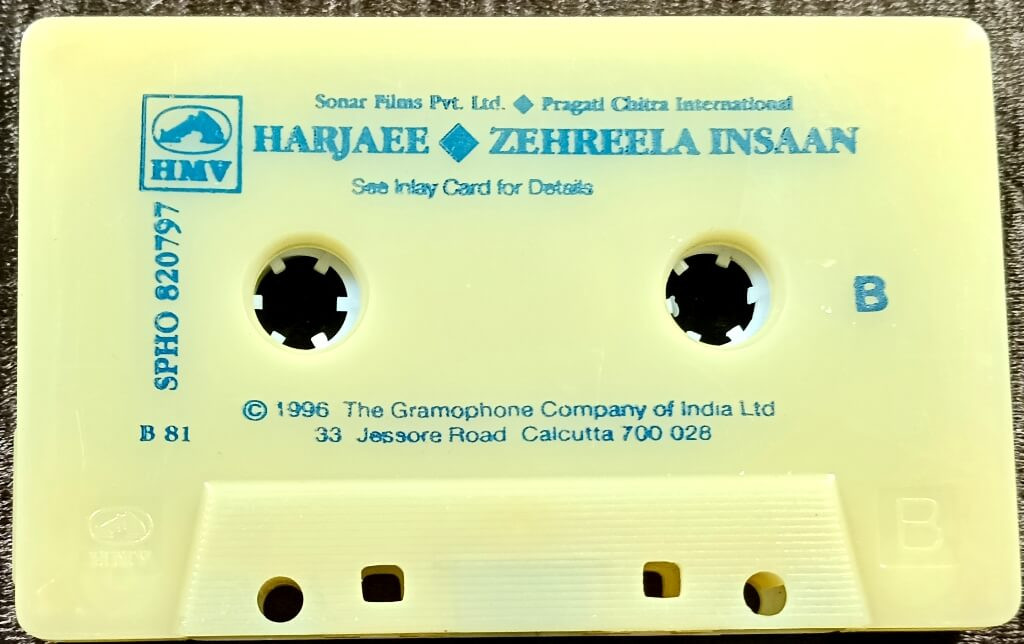 Sonar Films Pvt. Ltd. ◆ Pragati Chitra International
HARJAEE ◆ ZEHREELA INSAAN
HMV
See Inlay Card for Details
SPHO 820797
B
© 1996 The Gramophone Company of India Ltd
B 81
33 Jessore Road Calcutta 700 028
B